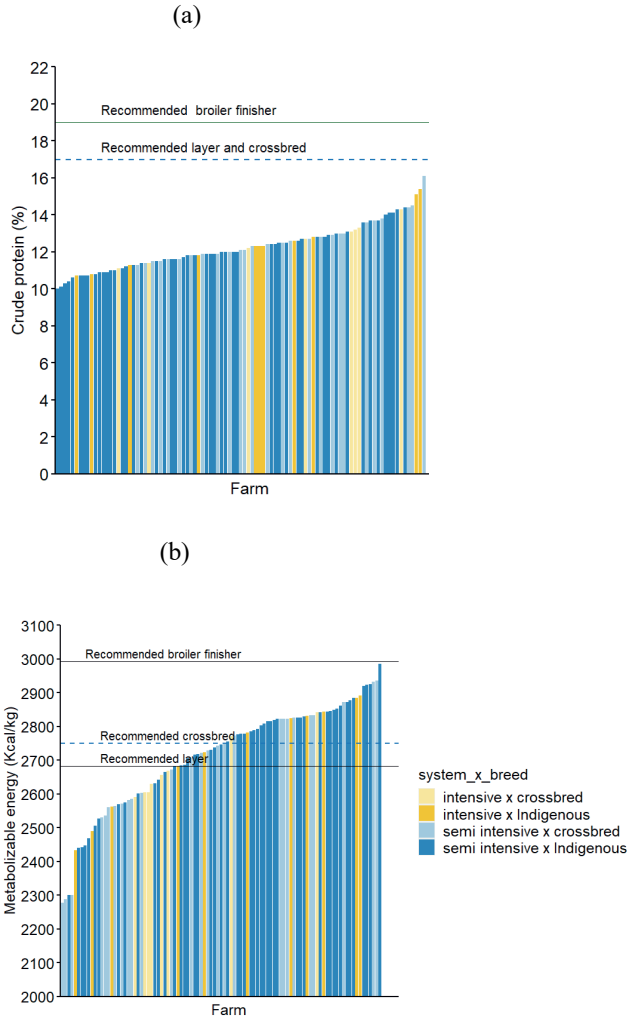 (a)
22
20
18
16
14
12
10
8
6
4
2
0
Crude protein (%)
Recommended broiler finisher
Recommended layer and crossbred
Farm
(b)
3100
3000
2900
2800
2700
2600
2500
2400
2300
2200
2100
2000
Metabolizable energy (Kcal/kg)
Recommended broiler finisher
Recommended crossbred
Recommended layer
Farm
system_x_breed
intensive x crossbred
intensive x Indigenous
semi intensive x crossbred
semi intensive x Indigenous